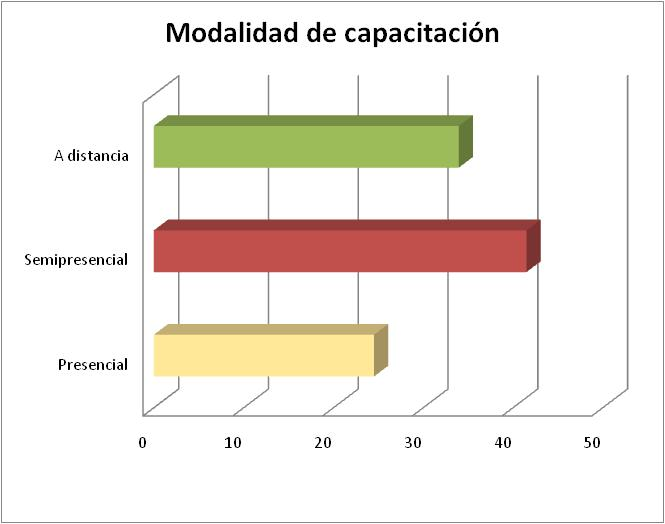 Modalidad de capacitación
A distancia
Semipresencial
Presencial
0 10 20 30 40 50